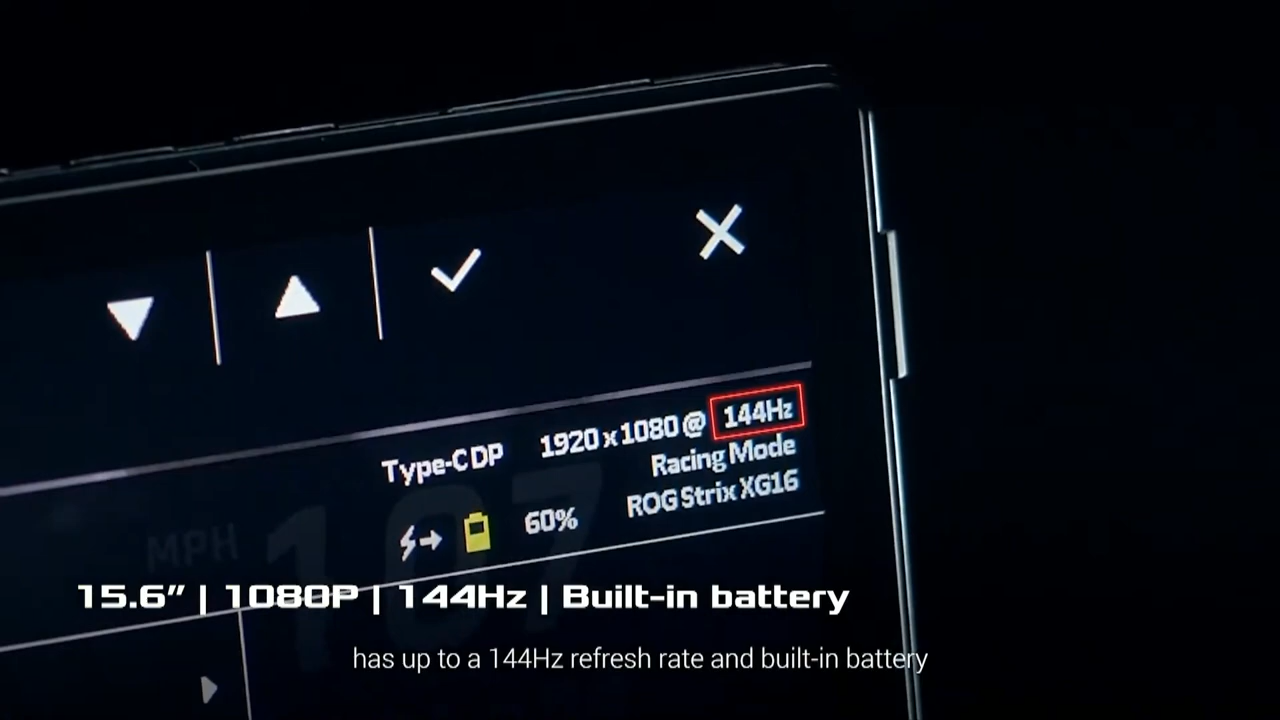 Type-C DP
1920 x 1080 @ 144Hz
Racing Mode
60%
ROG Strix XG16
MPH
107
15.6” | 1080P | 144Hz | Built-in battery
has up to a 144Hz refresh rate and built-in battery